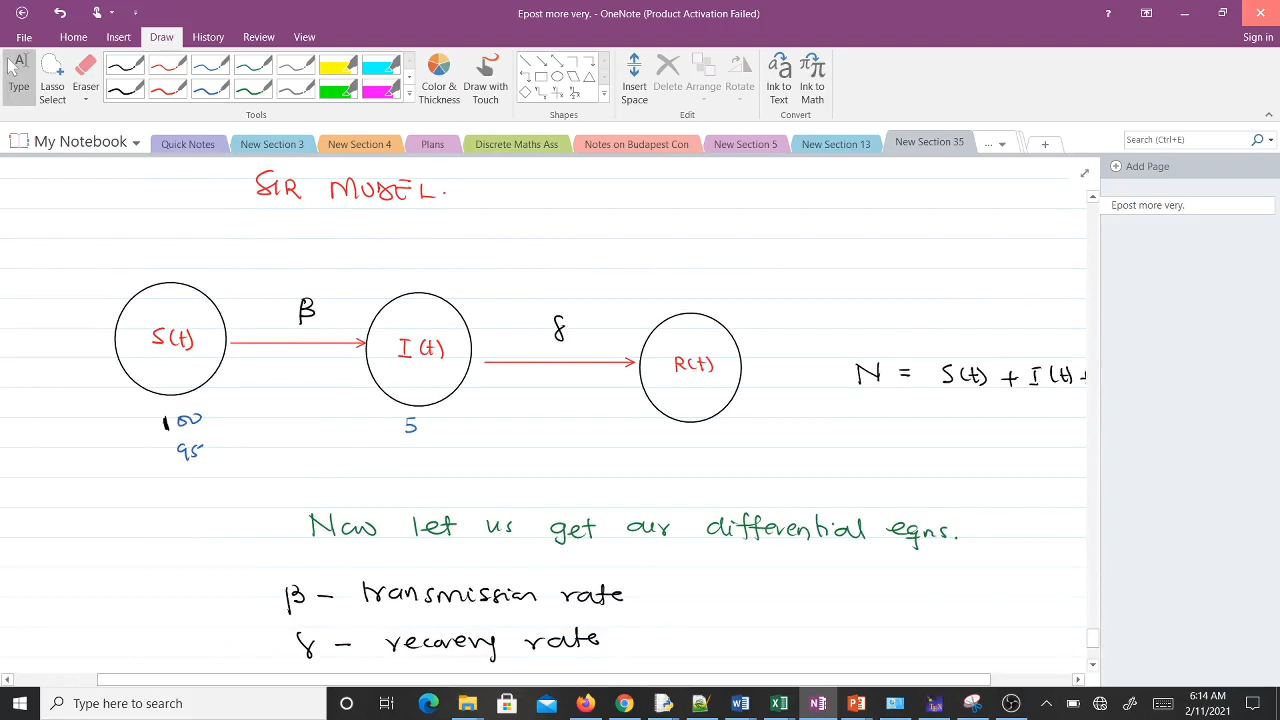 Epost more very. - OneNote (Product Activation Failed)
Sign in
File Home Insert Draw History Review View
Type
Lasso Select
Eraser
Color & Thickness
Draw with Touch
Insert Space
Delete
Arrange
Rotate
Ink to Text
Ink to Math
Tools
Shapes
Edit
Convert
My Notebook
Quick Notes
New Section 3
New Section 4
Plans
Discrete Maths Ass
Notes on Budapest Con
New Section 5
New Section 13
New Section 35
...
Search (Ctrl+E)
Add Page
Epost more very.
SIR MODEL.
S(t) β I(t) γ R(t)
N = S(t) + I(t) +
100
95
5
Now let us get our differential eqns.
β - transmission rate
γ - recovery rate
Type here to search
6:14 AM
2/11/2021